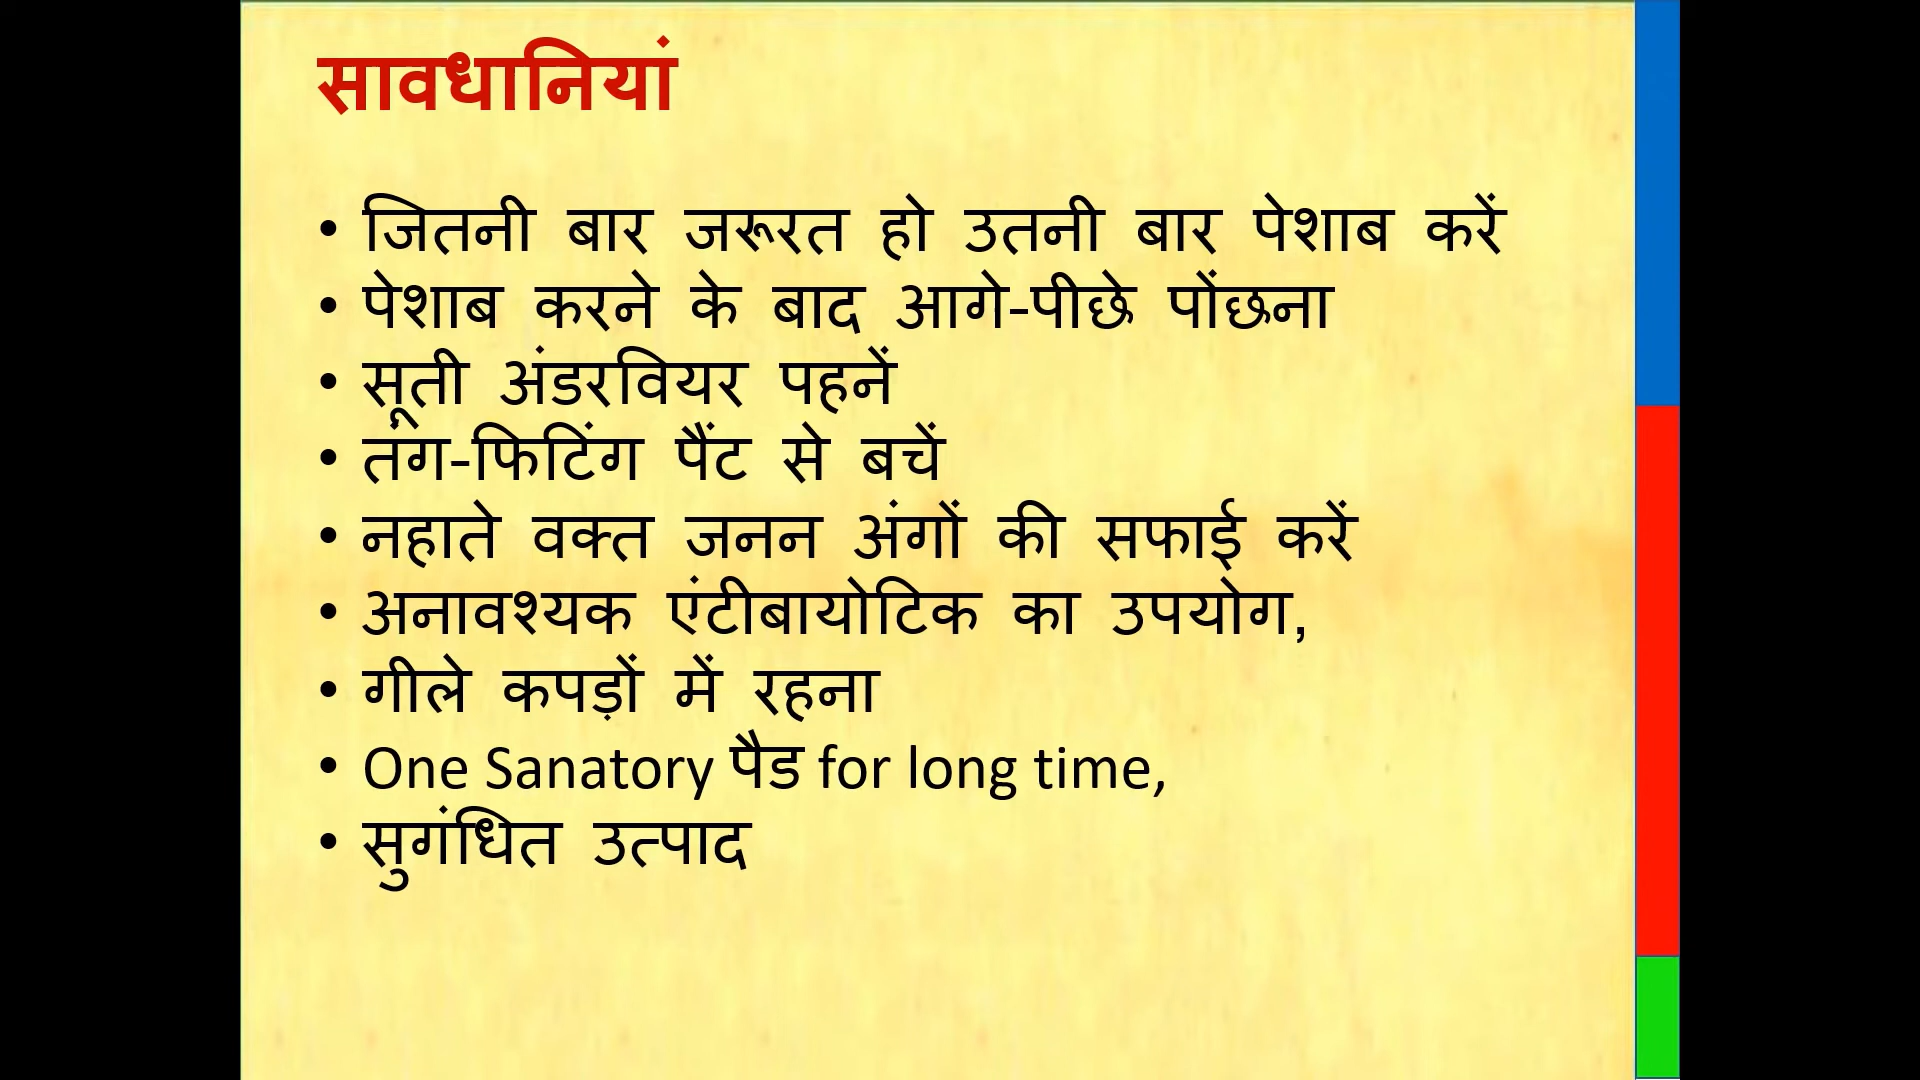 सावधानियां
• जितनी बार जरूरत हो उतनी बार पेशाब करें
• पेशाब करने के बाद आगे-पीछे पोंछना
• सूती अंडरवियर पहनें
• तंग-फिटिंग पैंट से बचें
• नहाते वक्त जनन अंगों की सफाई करें
• अनावश्यक एंटीबायोटिक का उपयोग,
• गीले कपड़ों में रहना
• One Sanatory पैड for long time,
• सुगंधित उत्पाद